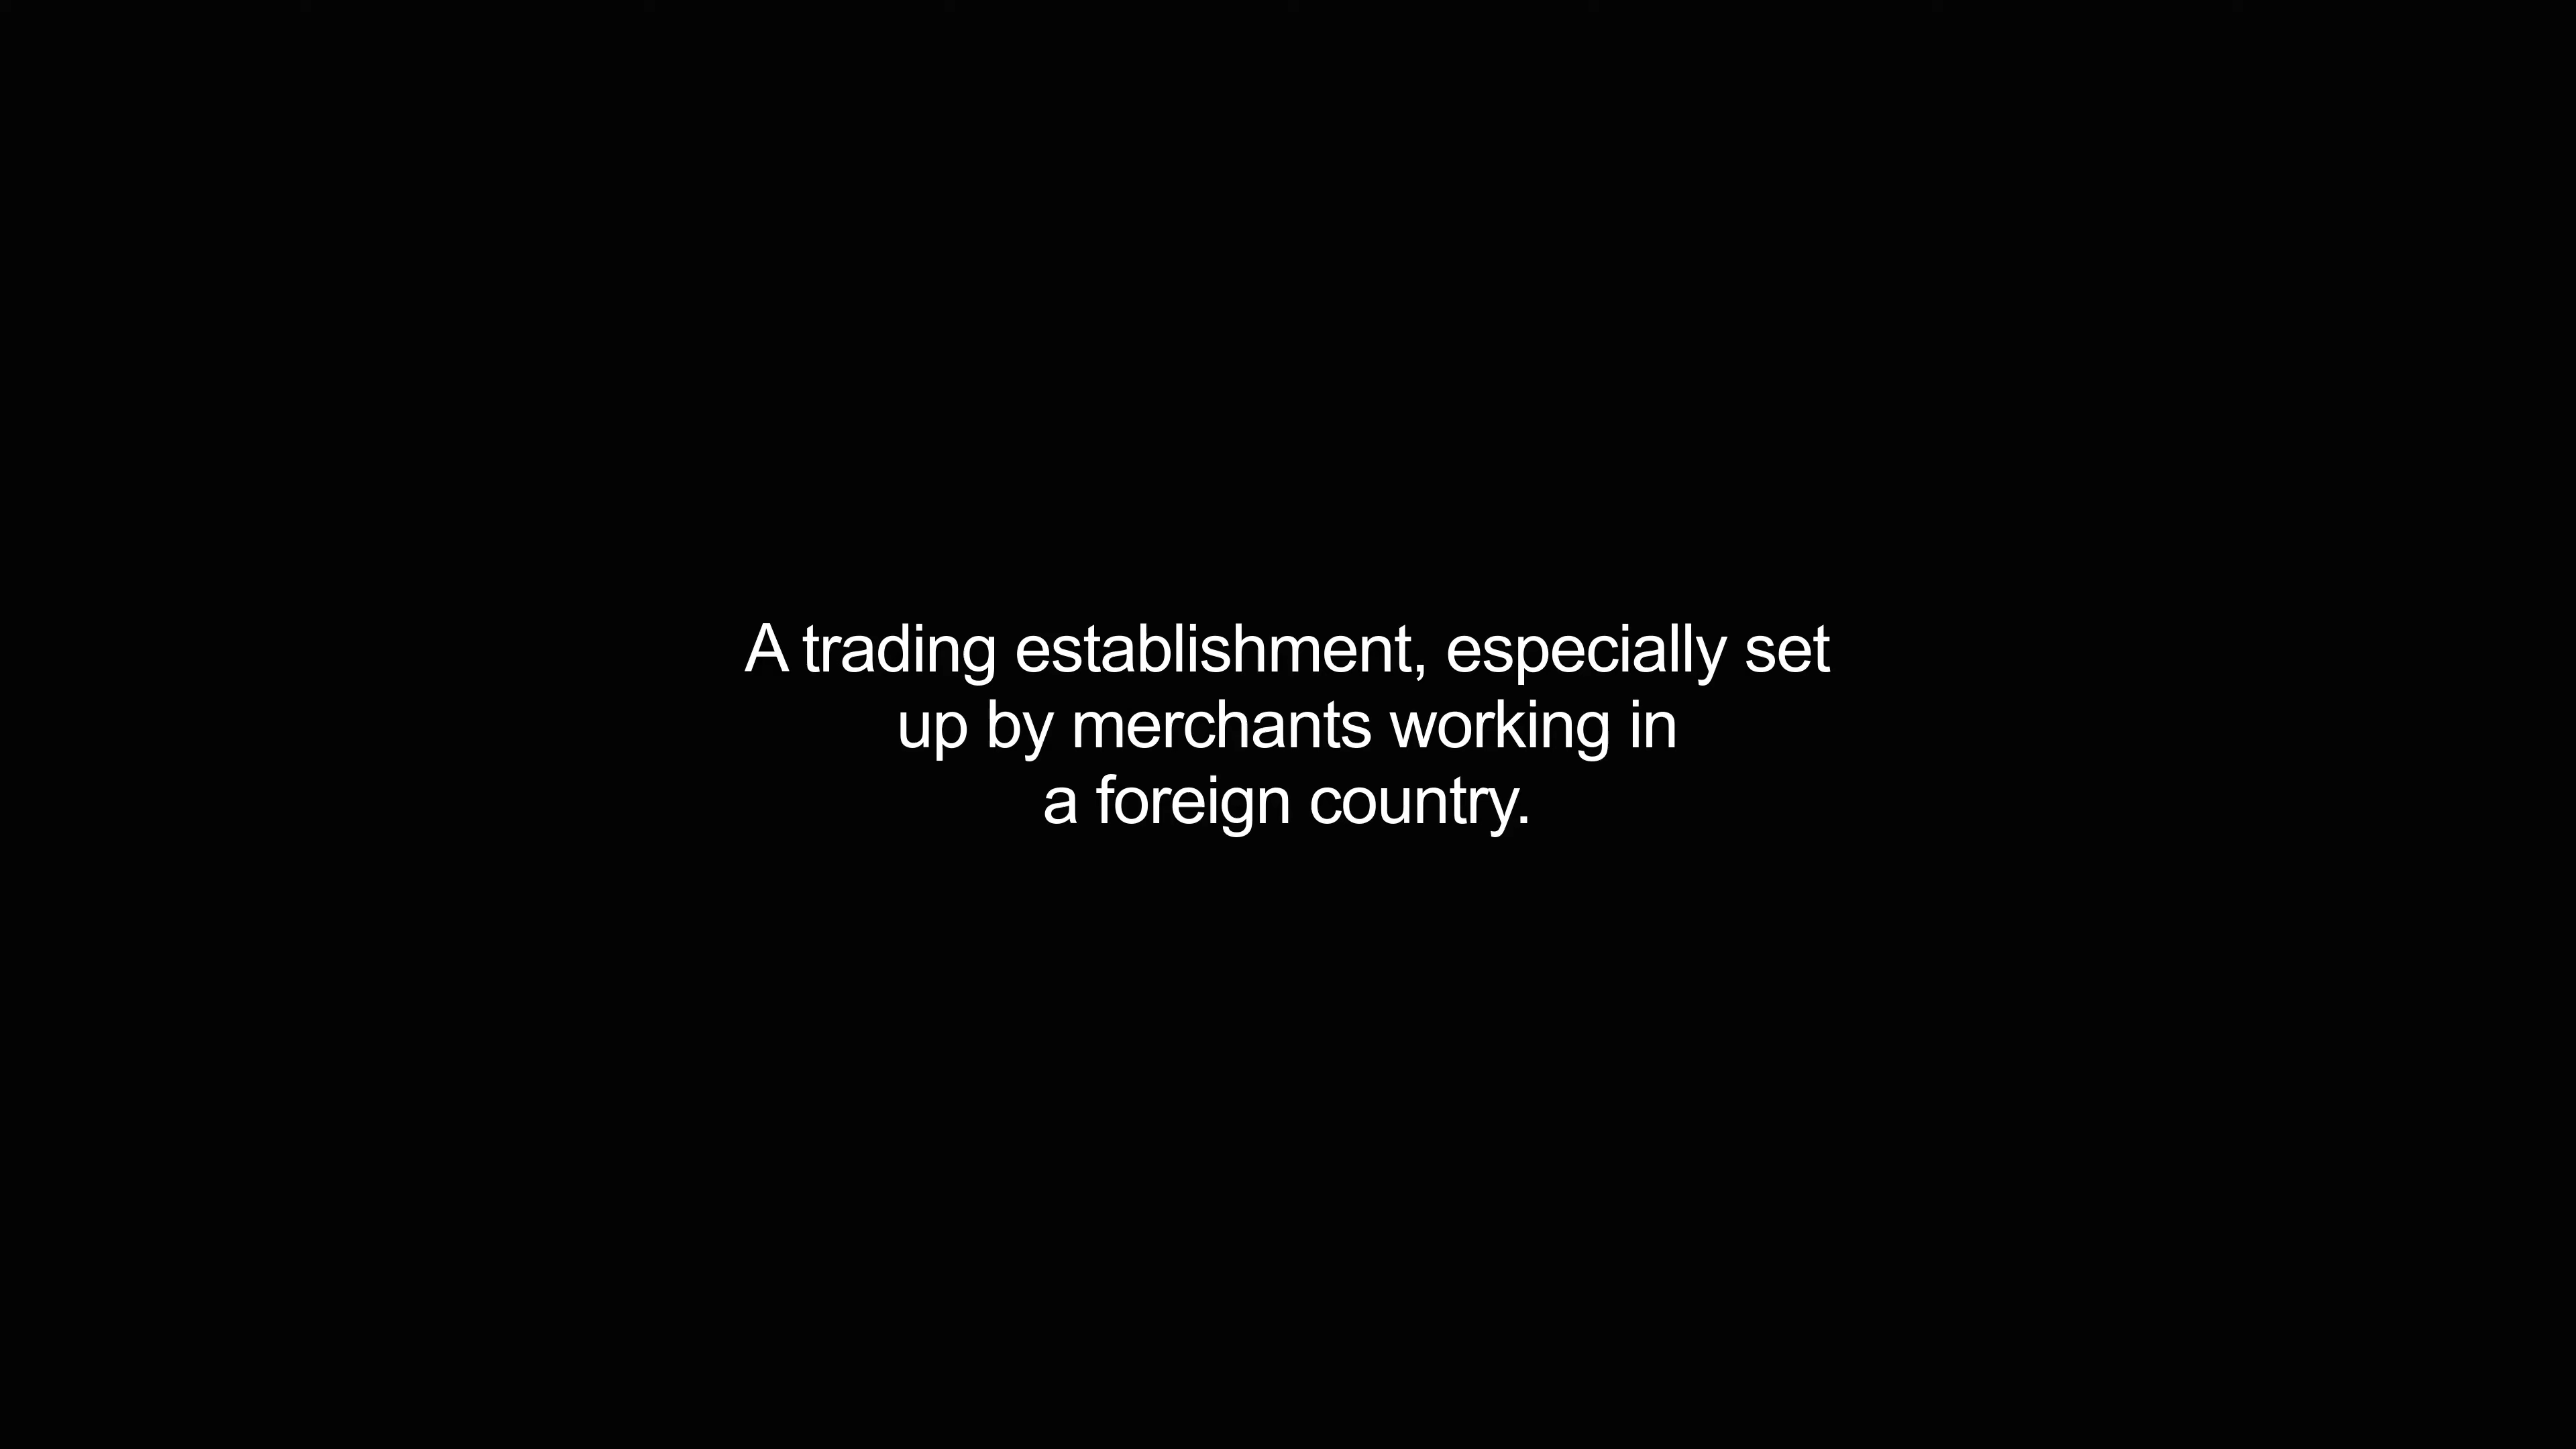 A trading establishment, especially set
up by merchants working in
a foreign country.